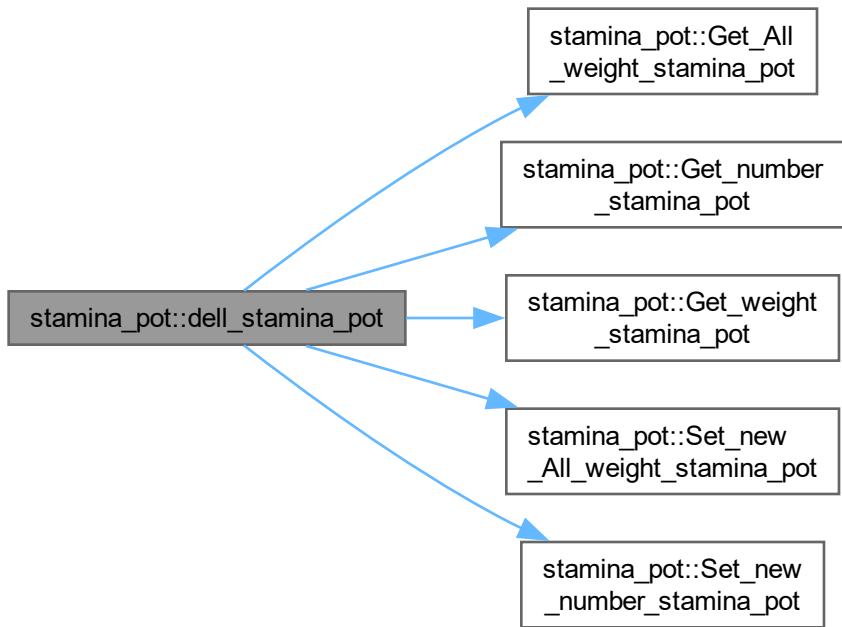 stamina_pot::Get_All
_weight_stamina_pot
stamina_pot::Get_number
_stamina_pot
stamina_pot::dell_stamina_pot
stamina_pot::Get_weight
_stamina_pot
stamina_pot::Set_new
_All_weight_stamina_pot
stamina_pot::Set_new
_number_stamina_pot